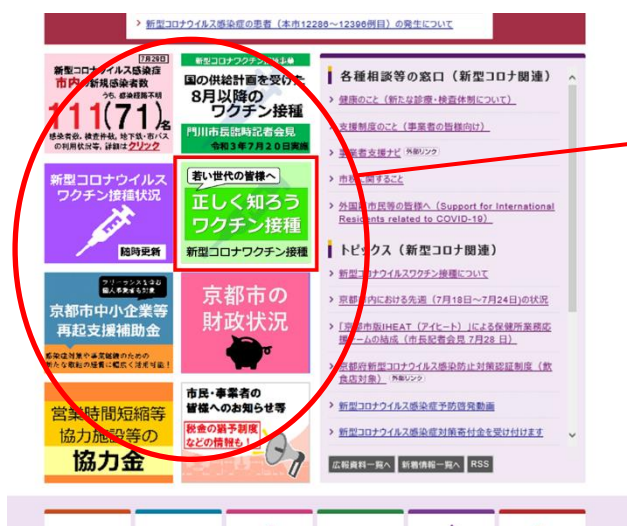 > 新型コロナウイルス感染症の患者（本市12286～12396例目）の発生について
7月29日
新型コロナウイルス感染症
市内の新規感染者数
うち、感染経路不明
111(71)名
感染者数、検査件数、地下鉄・市バス
の利用状況等、詳細はクリック
国の供給計画を受けた
8月以降の
ワクチン接種
門川市長臨時記者会見
令和3年7月20日実施
新型コロナウイルス
ワクチン接種状況
随時更新
若い世代の皆様へ
正しく知ろう
ワクチン接種
新型コロナワクチン接種
フリーランスを含む
個人事業者も対象
京都市中小企業等
再起支援補助金
感染症対策や事業継続のための
新たな取組の経費に幅広く活用可能！
京都市の
財政状況
営業時間短縮等
協力施設等の
協力金
市民・事業者の
皆様へのお知らせ等
税金の猶予制度
などの情報も！
各種相談等の窓口（新型コロナ関連）
> 健康のこと（新たな診療・検査体制について）
> 支援制度のこと（事業者の皆様向け）
> 事業者支援ナビ 外部リンク
> 市税に関すること
> 外国籍市民等の皆様へ（Support for International
Residents related to COVID-19）
トピックス（新型コロナ関連）
> 新型コロナウイルスワクチン接種について
> 京都市内における先週（7月18日～7月24日)の状況
> 「京都市版IHEAT（アイヒート）」による保健所業務応
援チームの結成（市長記者会見 7月28 日）
> 京都府新型コロナウイルス感染防止対策認証制度（飲
食店対象） 外部リンク
> 新型コロナウイルス感染症予防啓発動画
> 新型コロナウイルス感染症対策寄付金を受け付けます
広報資料一覧へ 新着情報一覧へ RSS